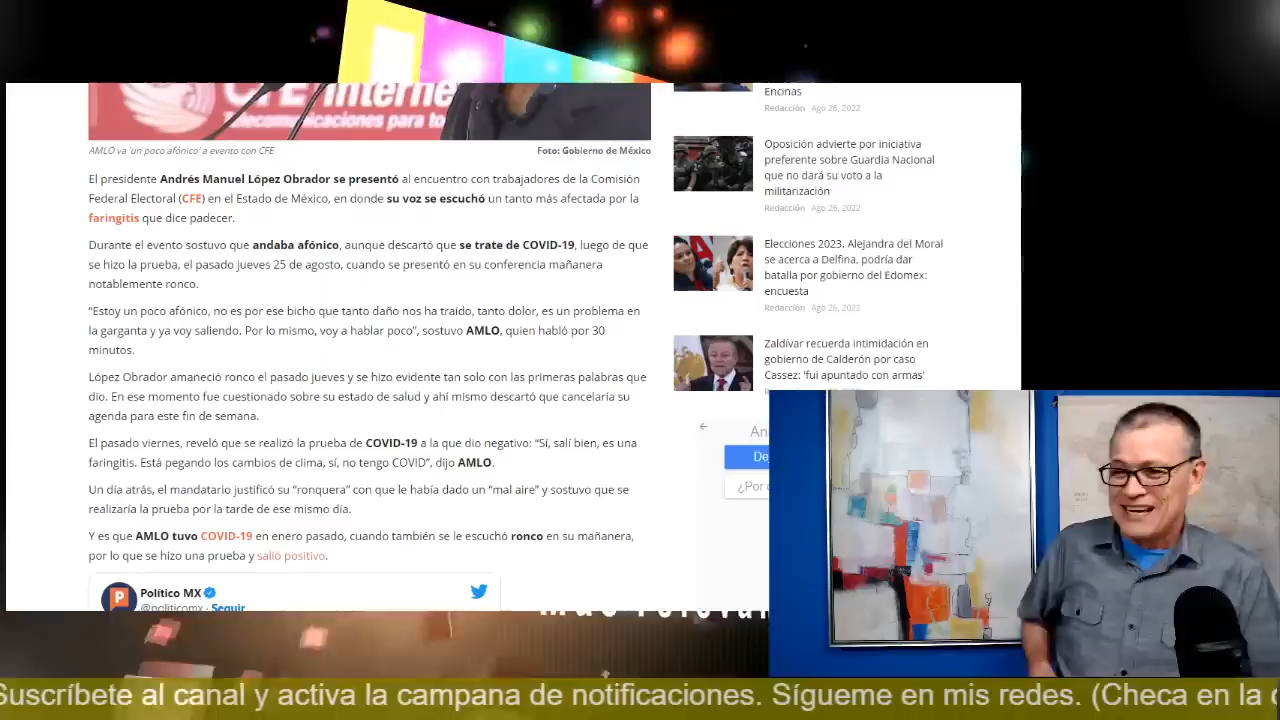 CFE Internet
Telecomunicaciones para to
AMLO va 'un poco afónico' a evento con CFE
Foto: Gobierno de México
El presidente Andrés Manuel López Obrador se presentó al encuentro con trabajadores de la Comisión
Federal Electoral (CFE) en el Estado de México, en donde su voz se escuchó un tanto más afectada por la
faringitis que dice padecer.
Durante el evento sostuvo que andaba afónico, aunque descartó que se trate de COVID-19, luego de que
se hizo la prueba, el pasado jueves 25 de agosto, cuando se presentó en su conferencia mañanera
notablemente ronco.
“Estoy un poco afónico, no es por ese bicho que tanto daño nos ha traído, tanto dolor, es un problema en
la garganta y ya voy saliendo. Por lo mismo, voy a hablar poco”, sostuvo AMLO, quien habló por 30
minutos.
López Obrador amaneció ronco el pasado jueves y se hizo evidente tan solo con las primeras palabras que
dio. En ese momento fue cuestionado sobre su estado de salud y ahí mismo descartó que cancelaría su
agenda para este fin de semana.
El pasado viernes, reveló que se realizó la prueba de COVID-19 a la que dio negativo: “Sí, salí bien, es una
faringitis. Está pegando los cambios de clima, sí, no tengo COVID”, dijo AMLO.
Un día atrás, el mandatario justificó su “ronquera” con que le había dado un “mal aire” y sostuvo que se
realizaría la prueba por la tarde de ese mismo día.
Y es que AMLO tuvo COVID-19 en enero pasado, cuando también se le escuchó ronco en su mañanera,
por lo que se hizo una prueba y salió positivo.
Político MX
@politicomx · Seguir
Encinas
Redacción Ago 26, 2022
Oposición advierte por iniciativa
preferente sobre Guardia Nacional
que no dará su voto a la
militarización
Redacción Ago 26, 2022
Elecciones 2023. Alejandra del Moral
se acerca a Delfina, podría dar
batalla por gobierno del Edomex:
encuesta
Redacción Ago 26, 2022
Zaldívar recuerda intimidación en
gobierno de Calderón por caso
Cassez: 'fui apuntado con armas'
An
De
¿Por
Suscríbete al canal y activa la campana de notificaciones. Sígueme en mis redes. (Checa en la